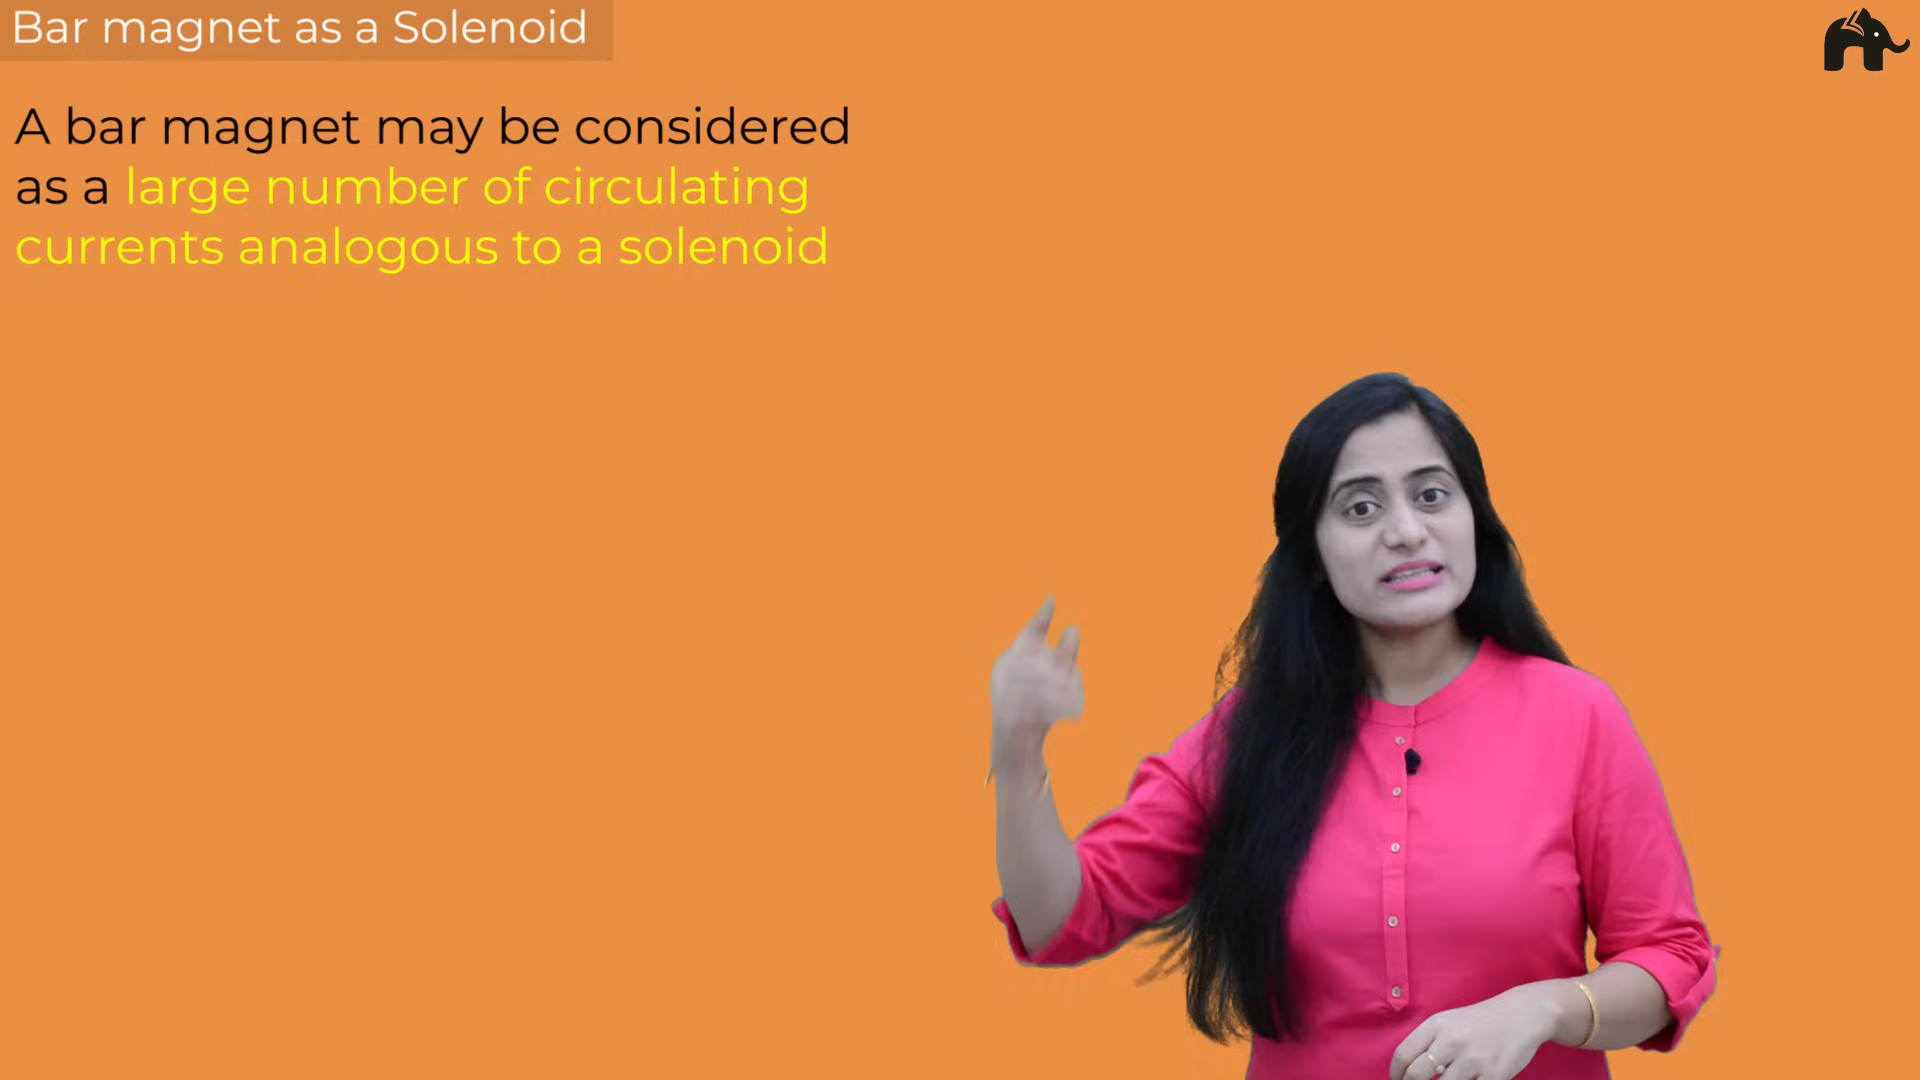 Bar magnet as a Solenoid
A bar magnet may be considered
as a large number of circulating
currents analogous to a solenoid